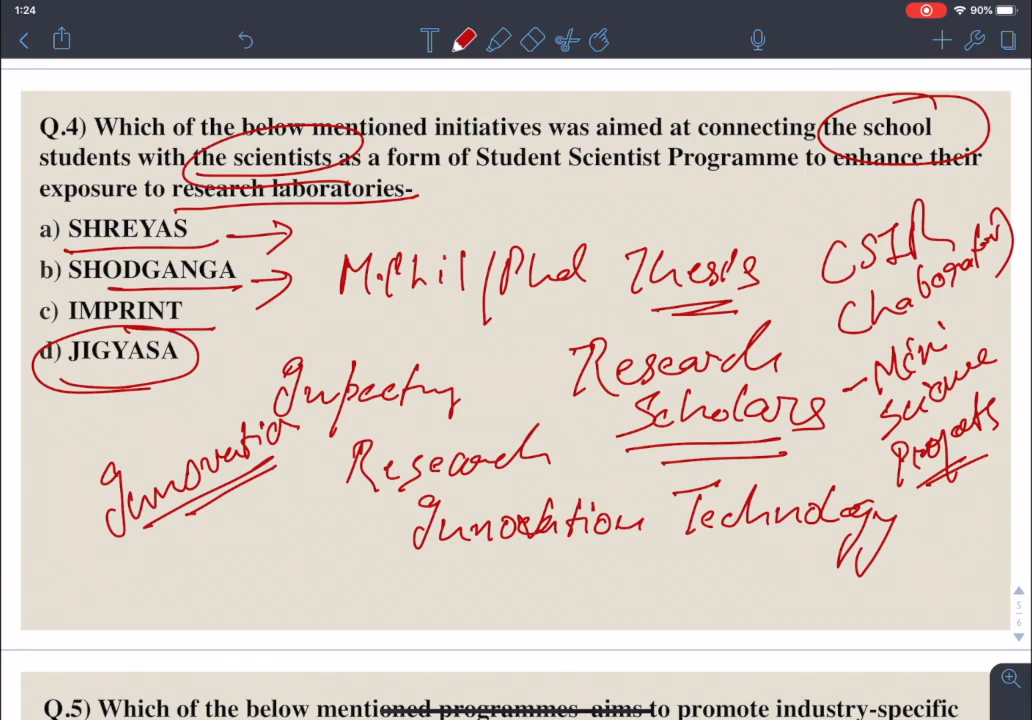 1:24
90%
Q.4) Which of the below mentioned initiatives was aimed at connecting the school
students with the scientists as a form of Student Scientist Programme to enhance their
exposure to research laboratories-
a) SHREYAS
b) SHODGANGA
c) IMPRINT
d) JIGYASA
M.phil/Phd Thesis
CSIR
Research
Scholars
- Mini
Science
Projects
Innovation
Research
Innovation Technology
5
6
Q.5) Which of the below mentioned programmes aims to promote industry-specific